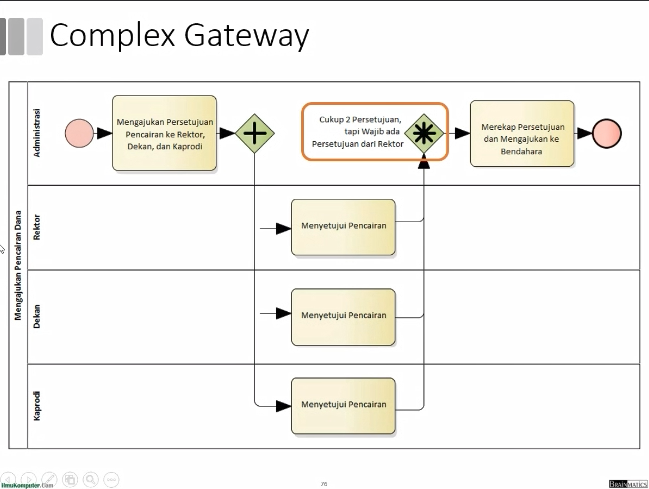 Complex Gateway
Mengajukan Pencairan Dana
Administrasi
Mengajukan Persetujuan
Pencairan ke Rektor,
Dekan, dan Kaprodi
Cukup 2 Persetujuan,
tapi Wajib ada
Persetujuan dari Rektor
Merekap Persetujuan
dan Mengajukan ke
Bendahara
Rektor
Menyetujui Pencairan
Dekan
Menyetujui Pencairan
Kaprodi
Menyetujui Pencairan
IlmuKomputer.Com
76
BRAINMATICS